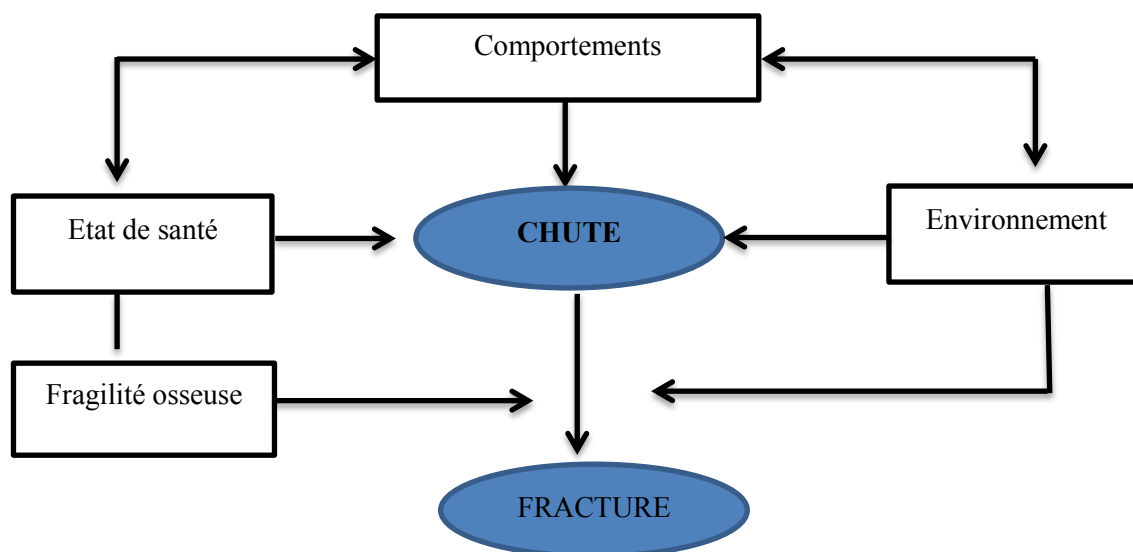 Comportements
Etat de santé
CHUTE
Environnement
Fragilité osseuse
FRACTURE